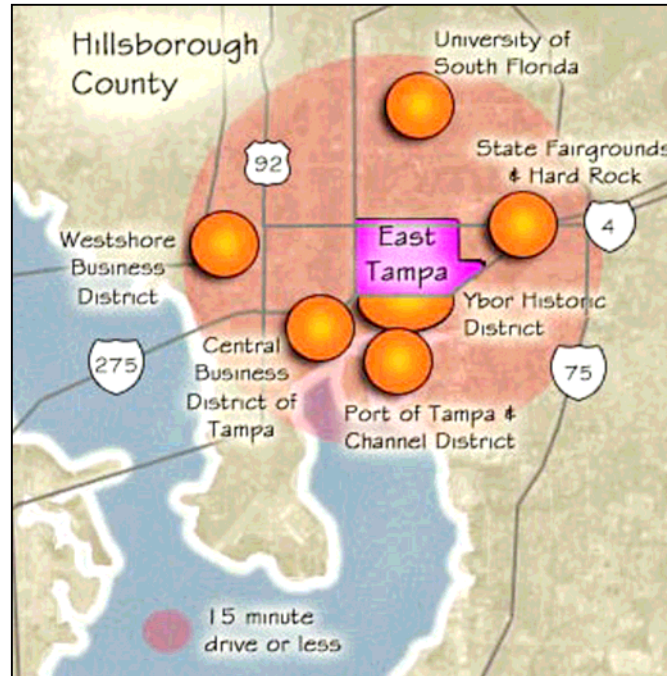 Hillsborough
County
University of
South Florida
92
State Fairgrounds
& Hard Rock
4
Westshore
Business
District
East
Tampa
Ybor Historic
District
275
Central
Business
District of
Tampa
75
Port of Tampa &
Channel District
15 minute
drive or less